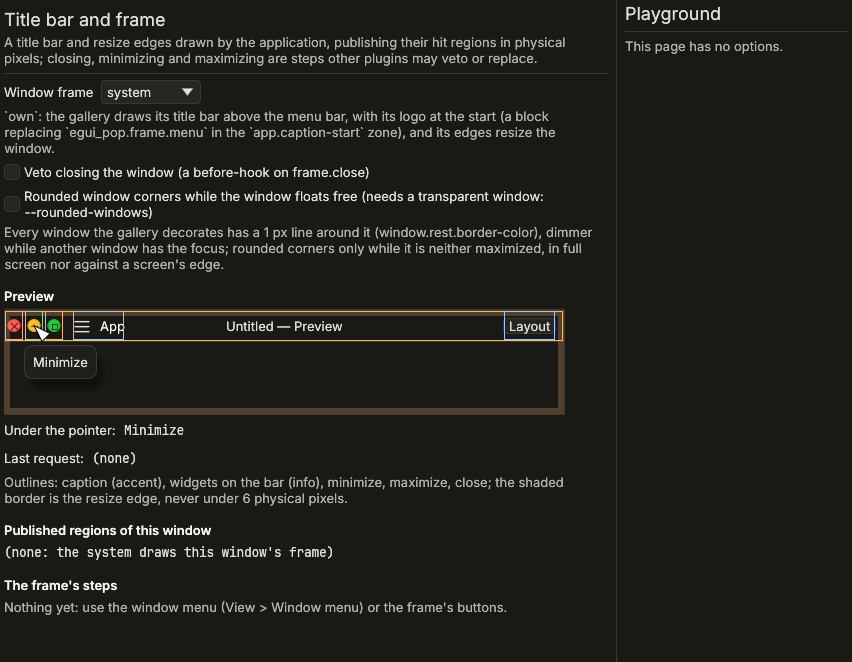 Title bar and frame
A title bar and resize edges drawn by the application, publishing their hit regions in physical
pixels; closing, minimizing and maximizing are steps other plugins may veto or replace.
Window frame system
`own`: the gallery draws its title bar above the menu bar, with its logo at the start (a block
replacing `egui_pop.frame.menu` in the `app.caption-start` zone), and its edges resize the
window.
Veto closing the window (a before-hook on frame.close)
Rounded window corners while the window floats free (needs a transparent window:
--rounded-windows)
Every window the gallery decorates has a 1 px line around it (window.rest.border-color), dimmer
while another window has the focus; rounded corners only while it is neither maximized, in full
screen nor against a screen's edge.
Preview
App Untitled — Preview Layout
Minimize
Under the pointer: Minimize
Last request: (none)
Outlines: caption (accent), widgets on the bar (info), minimize, maximize, close; the shaded
border is the resize edge, never under 6 physical pixels.
Published regions of this window
(none: the system draws this window's frame)
The frame's steps
Nothing yet: use the window menu (View > Window menu) or the frame's buttons.
Playground
This page has no options.